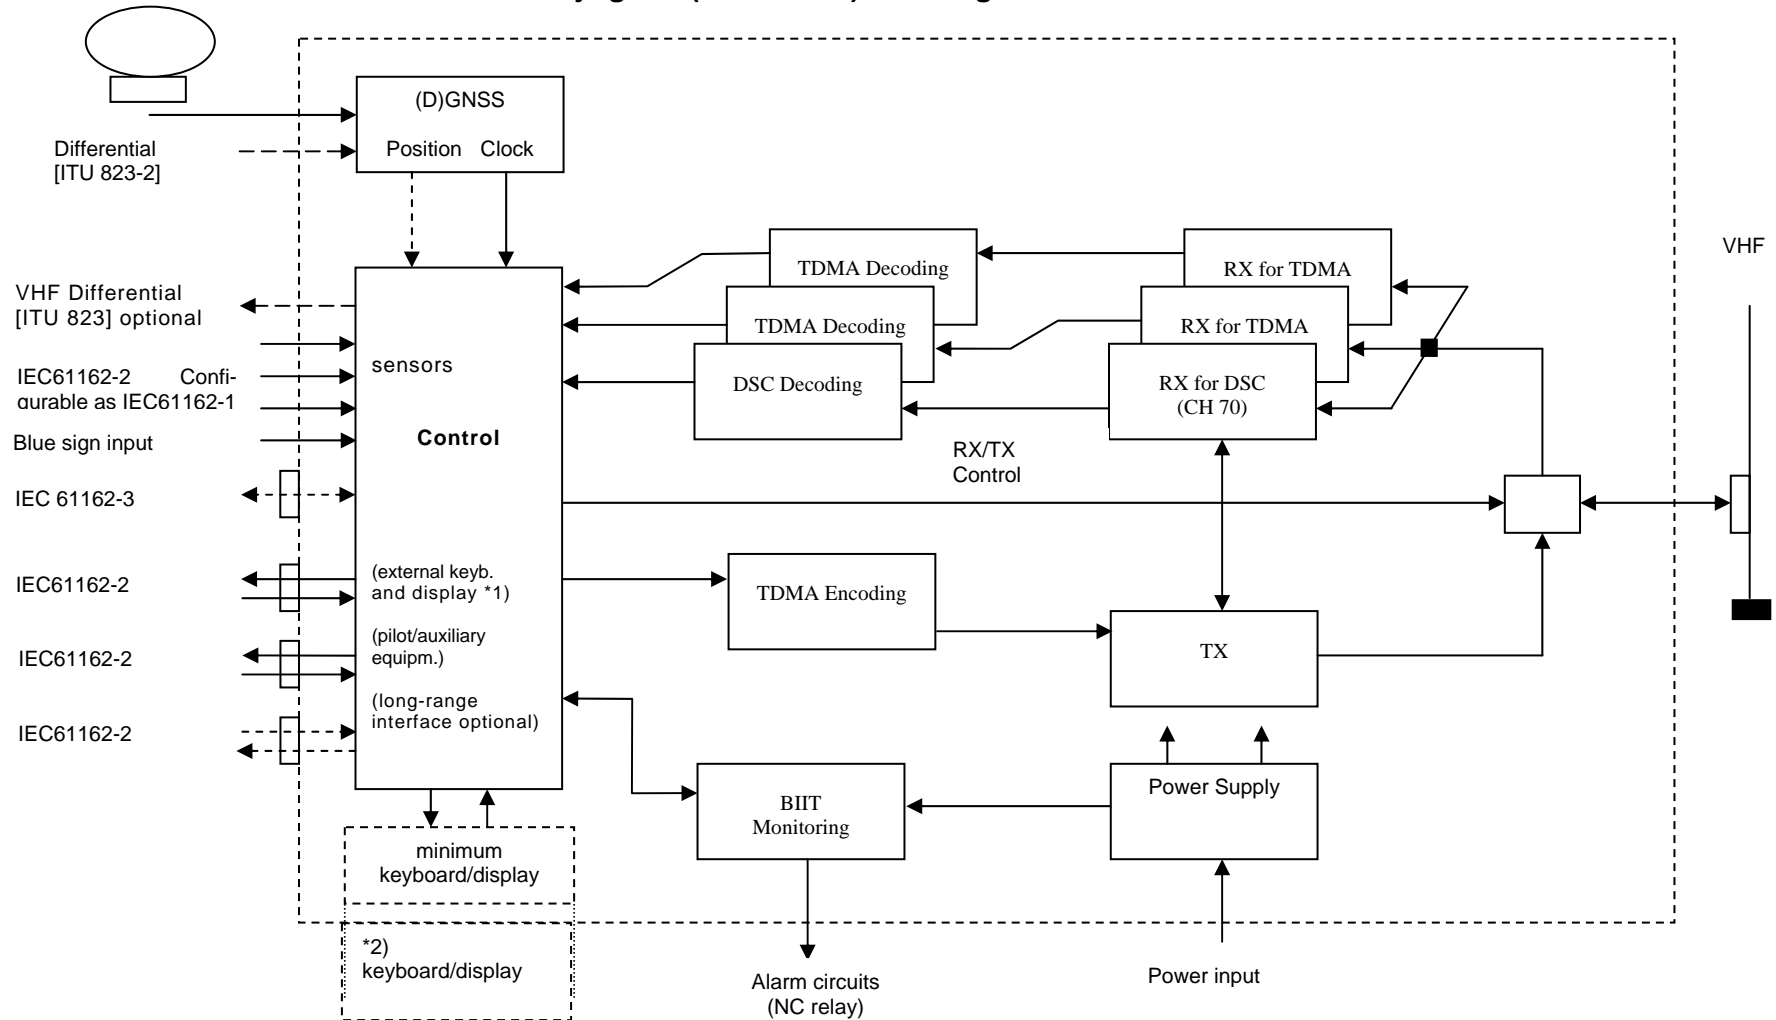 (D)GNSS
Position Clock
Differential
[ITU 823-2]
VHF
TDMA Decoding
RX for TDMA
VHF Differential
[ITU 823] optional
TDMA Decoding
RX for TDMA
sensors
IEC61162-2 Confi-
gurable as IEC61162-1
DSC Decoding
RX for DSC
(CH 70)
Blue sign input
Control
RX/TX
Control
IEC 61162-3
IEC61162-2
(external keyb.
and display *1)
TDMA Encoding
IEC61162-2
(pilot/auxiliary
equipm.)
TX
(long-range
interface optional)
IEC61162-2
BIIT
Monitoring
Power Supply
minimum
keyboard/display
*2)
keyboard/display
Alarm circuits
(NC relay)
Power input